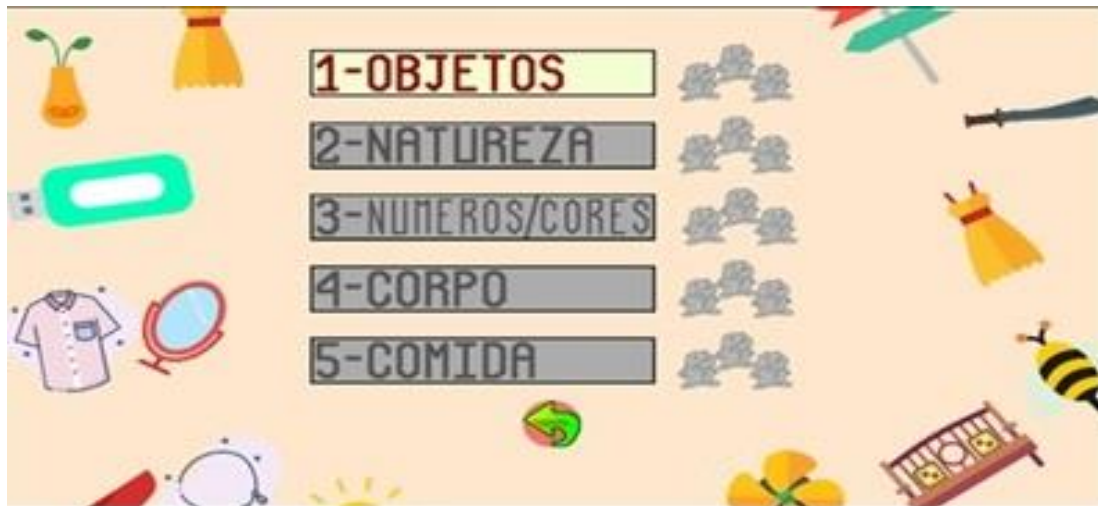 1-OBJETOS
2-NATUREZA
3-NUMEROS/CORES
4-CORPO
5-COMIDA